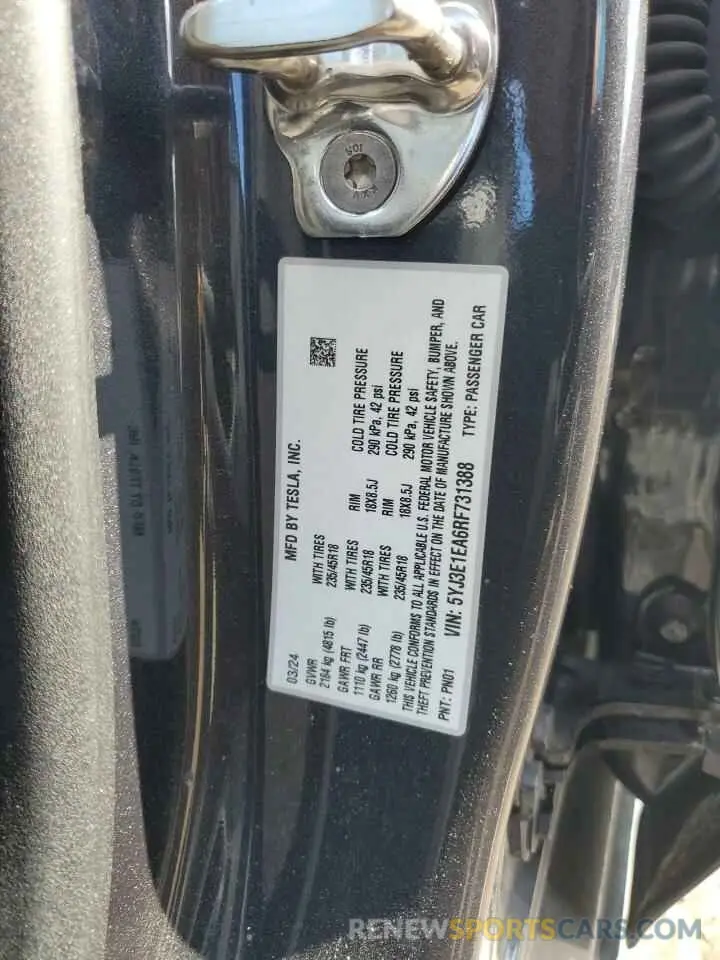 MFD BY TESLA, INC.
03/24
GVWR
2184 kg (4815 lb)
GAWR FRT WITH TIRES RIM COLD TIRE PRESSURE
1110 kg (2447 lb) 235/45R18 18X8.5J 290 kPa, 42 psi
GAWR RR WITH TIRES RIM COLD TIRE PRESSURE
1260 kg (2778 lb) 235/45R18 18X8.5J 290 kPa, 42 psi
THIS VEHICLE CONFORMS TO ALL APPLICABLE U.S. FEDERAL MOTOR VEHICLE SAFETY, BUMPER, AND
THEFT PREVENTION STANDARDS IN EFFECT ON THE DATE OF MANUFACTURE SHOWN ABOVE.
PNT: PN01 VIN: 5YJ3E1EA6RF731388 TYPE: PASSENGER CAR
WITH TIRES
235/45R18
RENEWSPORTSCARS.COM